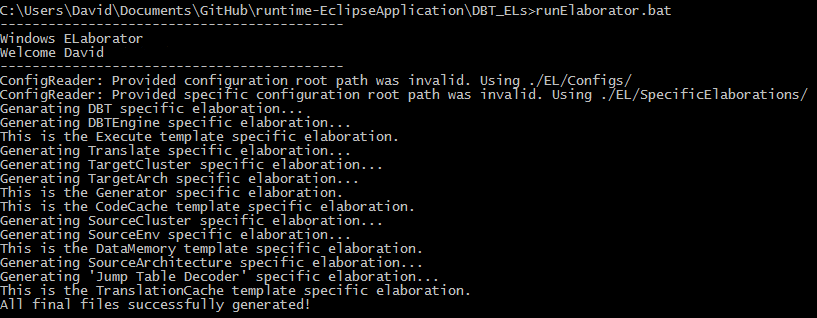 C:\Users\David\Documents\GitHub\runtime-EclipseApplication\DBT_ELs>runElaborator.bat
-------------------------------------------
Windows ELaborator
Welcome David
-------------------------------------------
ConfigReader: Provided configuration root path was invalid. Using ./EL/Configs/
ConfigReader: Provided specific configuration root path was invalid. Using ./EL/SpecificElaborations/
Genarating DBT specific elaboration...
Generating DBTEngine specific elaboration...
This is the Execute template specific elaboration.
Generating Translate specific elaboration...
Generating TargetCluster specific elaboration...
Generating TargetArch specific elaboration...
This is the Generator specific elaboration.
This is the CodeCache template specific elaboration.
Generating SourceCluster specific elaboration...
Generating SourceEnv specific elaboration...
This is the DataMemory template specific elaboration.
Generating SourceArchitecture specific elaboration...
Generating 'Jump Table Decoder' specific elaboration...
This is the TranslationCache template specific elaboration.
All final files successfully generated!